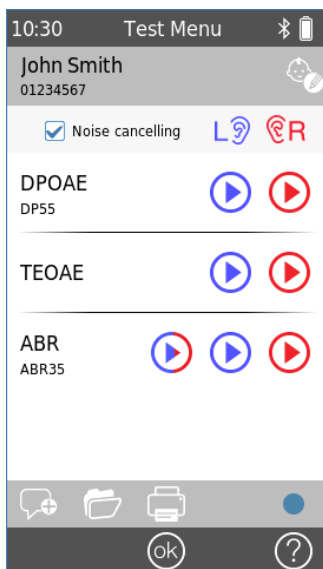 10:30 Test Menu
John Smith
01234567
Noise cancelling L R
DPOAE
DP55
TEOAE
ABR
ABR35
ok ?